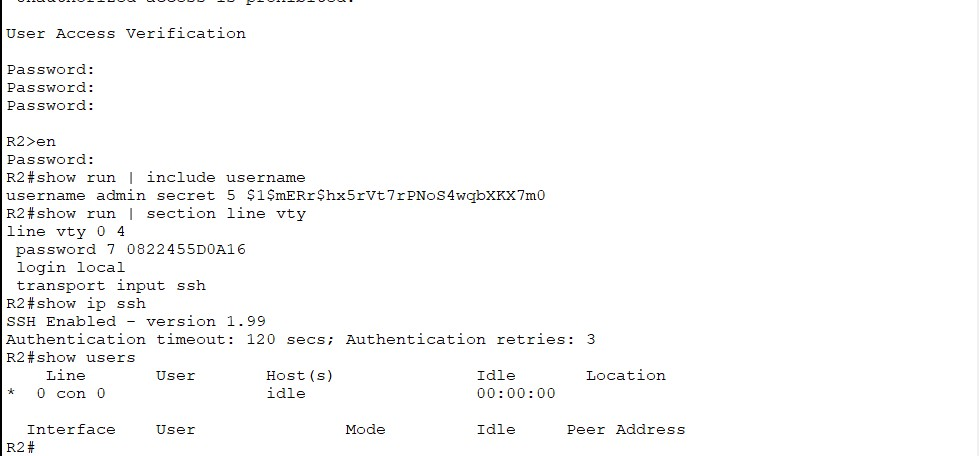 User Access Verification
Password:
Password:
Password:
R2>en
Password:
R2#show run | include username
username admin secret 5 $1$mERr$hx5rVt7rPNoS4wqbXKX7m0
R2#show run | section line vty
line vty 0 4
password 7 0822455D0A16
login local
transport input ssh
R2#show ip ssh
SSH Enabled - version 1.99
Authentication timeout: 120 secs; Authentication retries: 3
R2#show users
Line User Host(s) Idle Location
* 0 con 0 idle 00:00:00
Interface User Mode Idle Peer Address
R2#